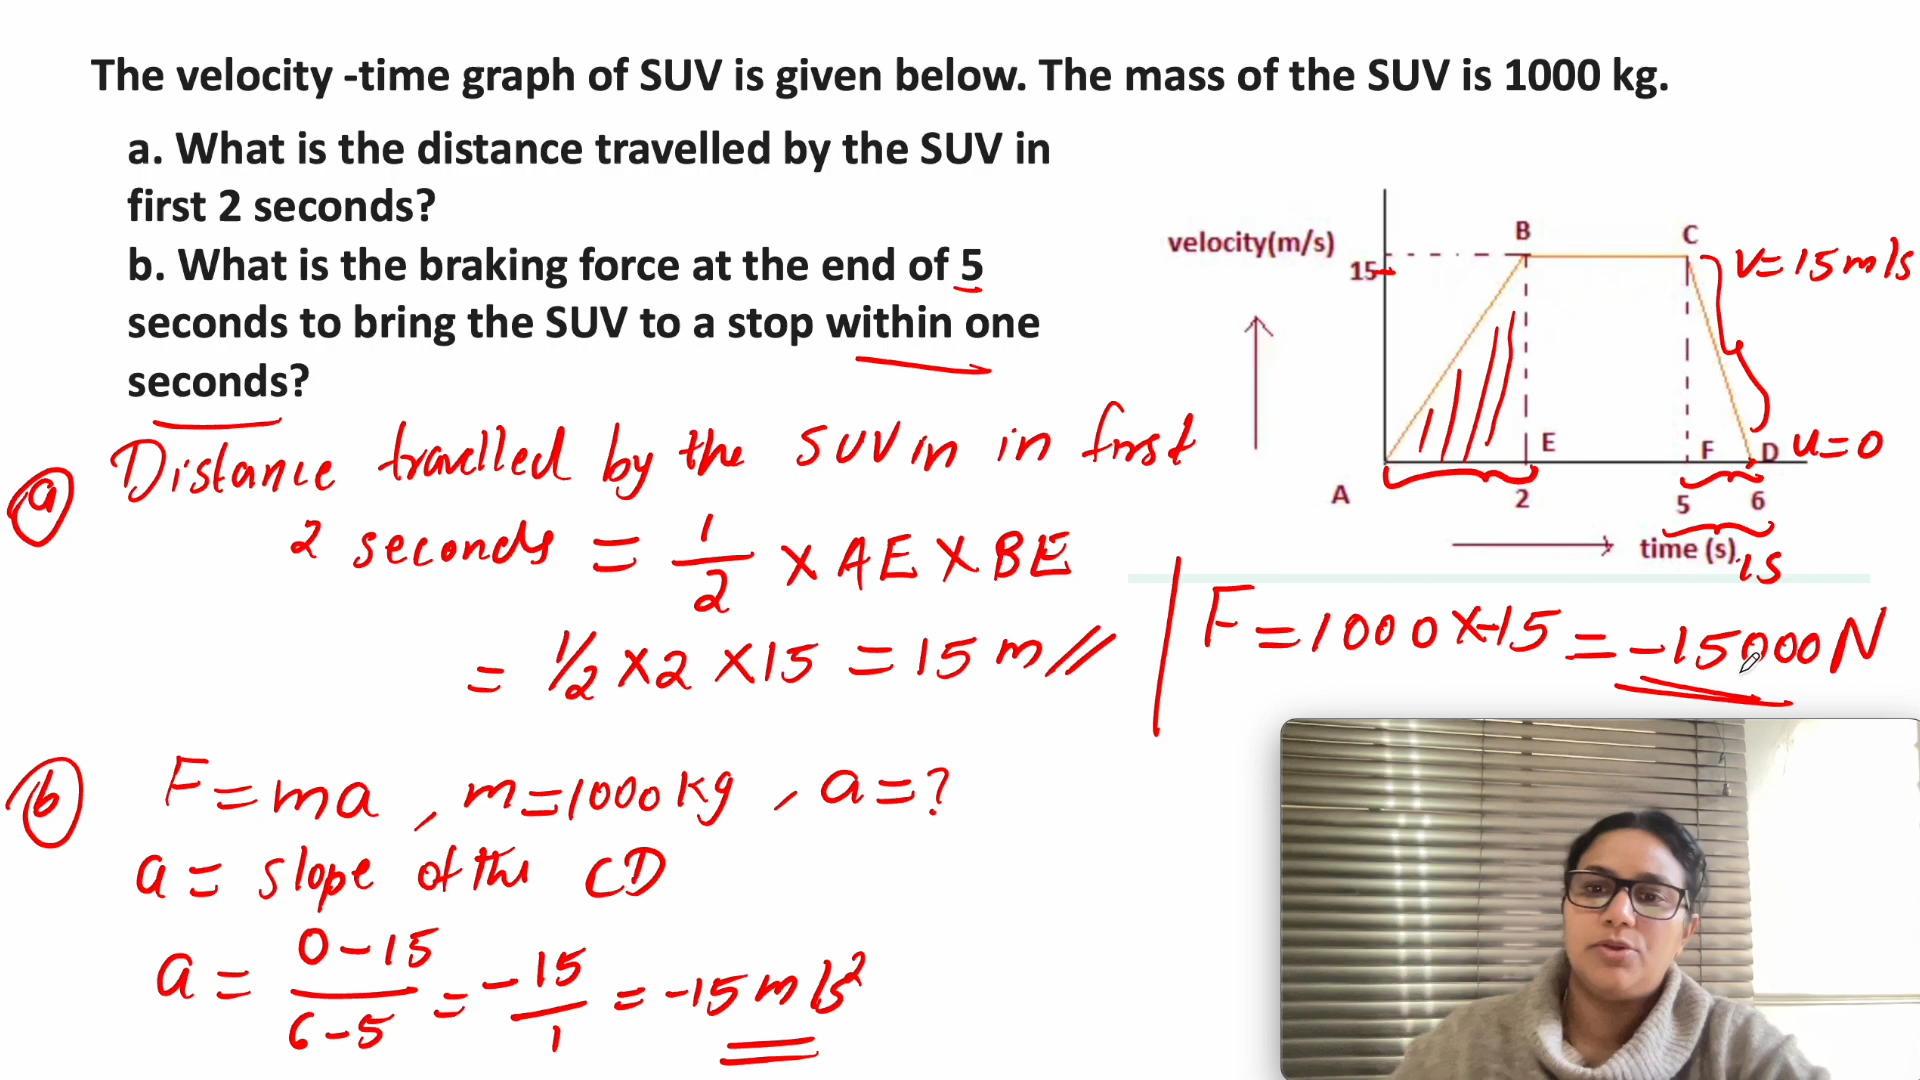 The velocity -time graph of SUV is given below. The mass of the SUV is 1000 kg.
a. What is the distance travelled by the SUV in
first 2 seconds?
b. What is the braking force at the end of 5
seconds to bring the SUV to a stop within one
seconds?
velocity(m/s)
15
B
C
V=15m/s
E
F
D
u=0
A
2
5
6
time (s)
1s
a Distance travelled by the SUV in in first
2 seconds = 1/2 × AE × BE
= 1/2 × 2 × 15 = 15 m //
F = 1000 × -15 = -15000 N
b F = ma , m = 1000 kg , a = ?
a = slope of the CD
a = 0-15/6-5 = -15/1 = -15 m/s²